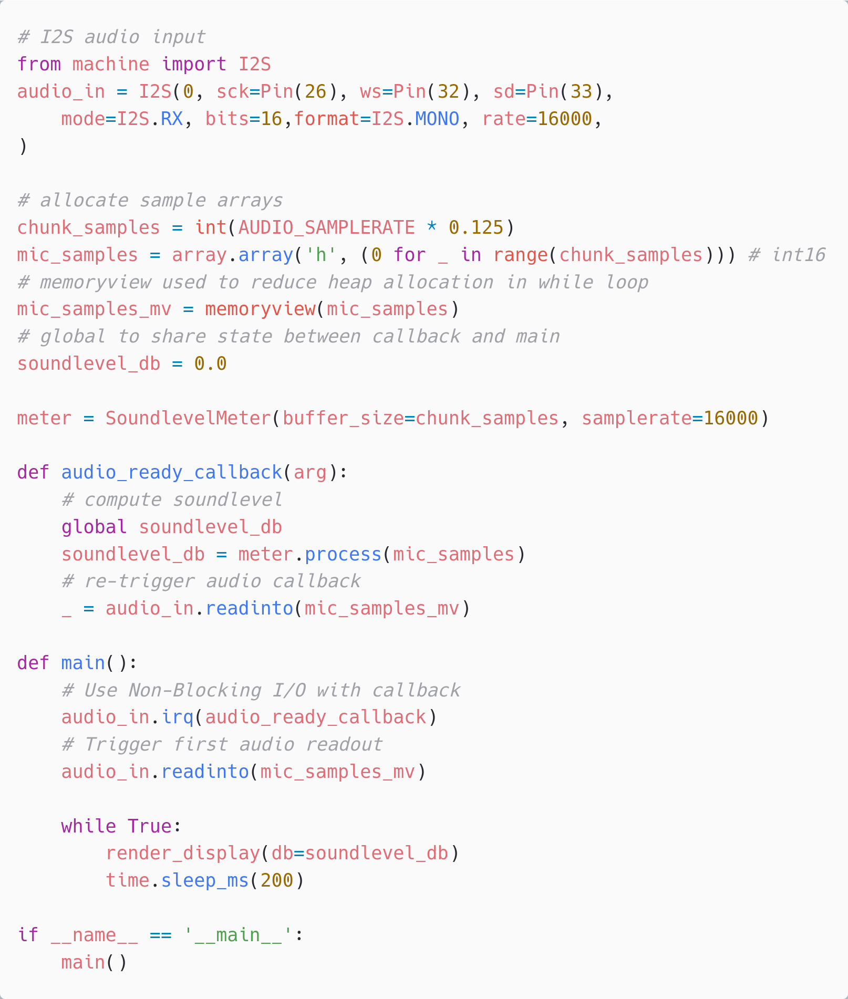 # I2S audio input
from machine import I2S
audio_in = I2S(0, sck=Pin(26), ws=Pin(32), sd=Pin(33),
    mode=I2S.RX, bits=16,format=I2S.MONO, rate=16000,
)

# allocate sample arrays
chunk_samples = int(AUDIO_SAMPLERATE * 0.125)
mic_samples = array.array('h', (0 for _ in range(chunk_samples))) # int16
# memoryview used to reduce heap allocation in while loop
mic_samples_mv = memoryview(mic_samples)
# global to share state between callback and main
soundlevel_db = 0.0

meter = SoundlevelMeter(buffer_size=chunk_samples, samplerate=16000)

def audio_ready_callback(arg):
    # compute soundlevel
    global soundlevel_db
    soundlevel_db = meter.process(mic_samples)
    # re-trigger audio callback
    _ = audio_in.readinto(mic_samples_mv)

def main():
    # Use Non-Blocking I/O with callback
    audio_in.irq(audio_ready_callback)
    # Trigger first audio readout
    audio_in.readinto(mic_samples_mv)

    while True:
        render_display(db=soundlevel_db)
        time.sleep_ms(200)

if __name__ == '__main__':
    main()